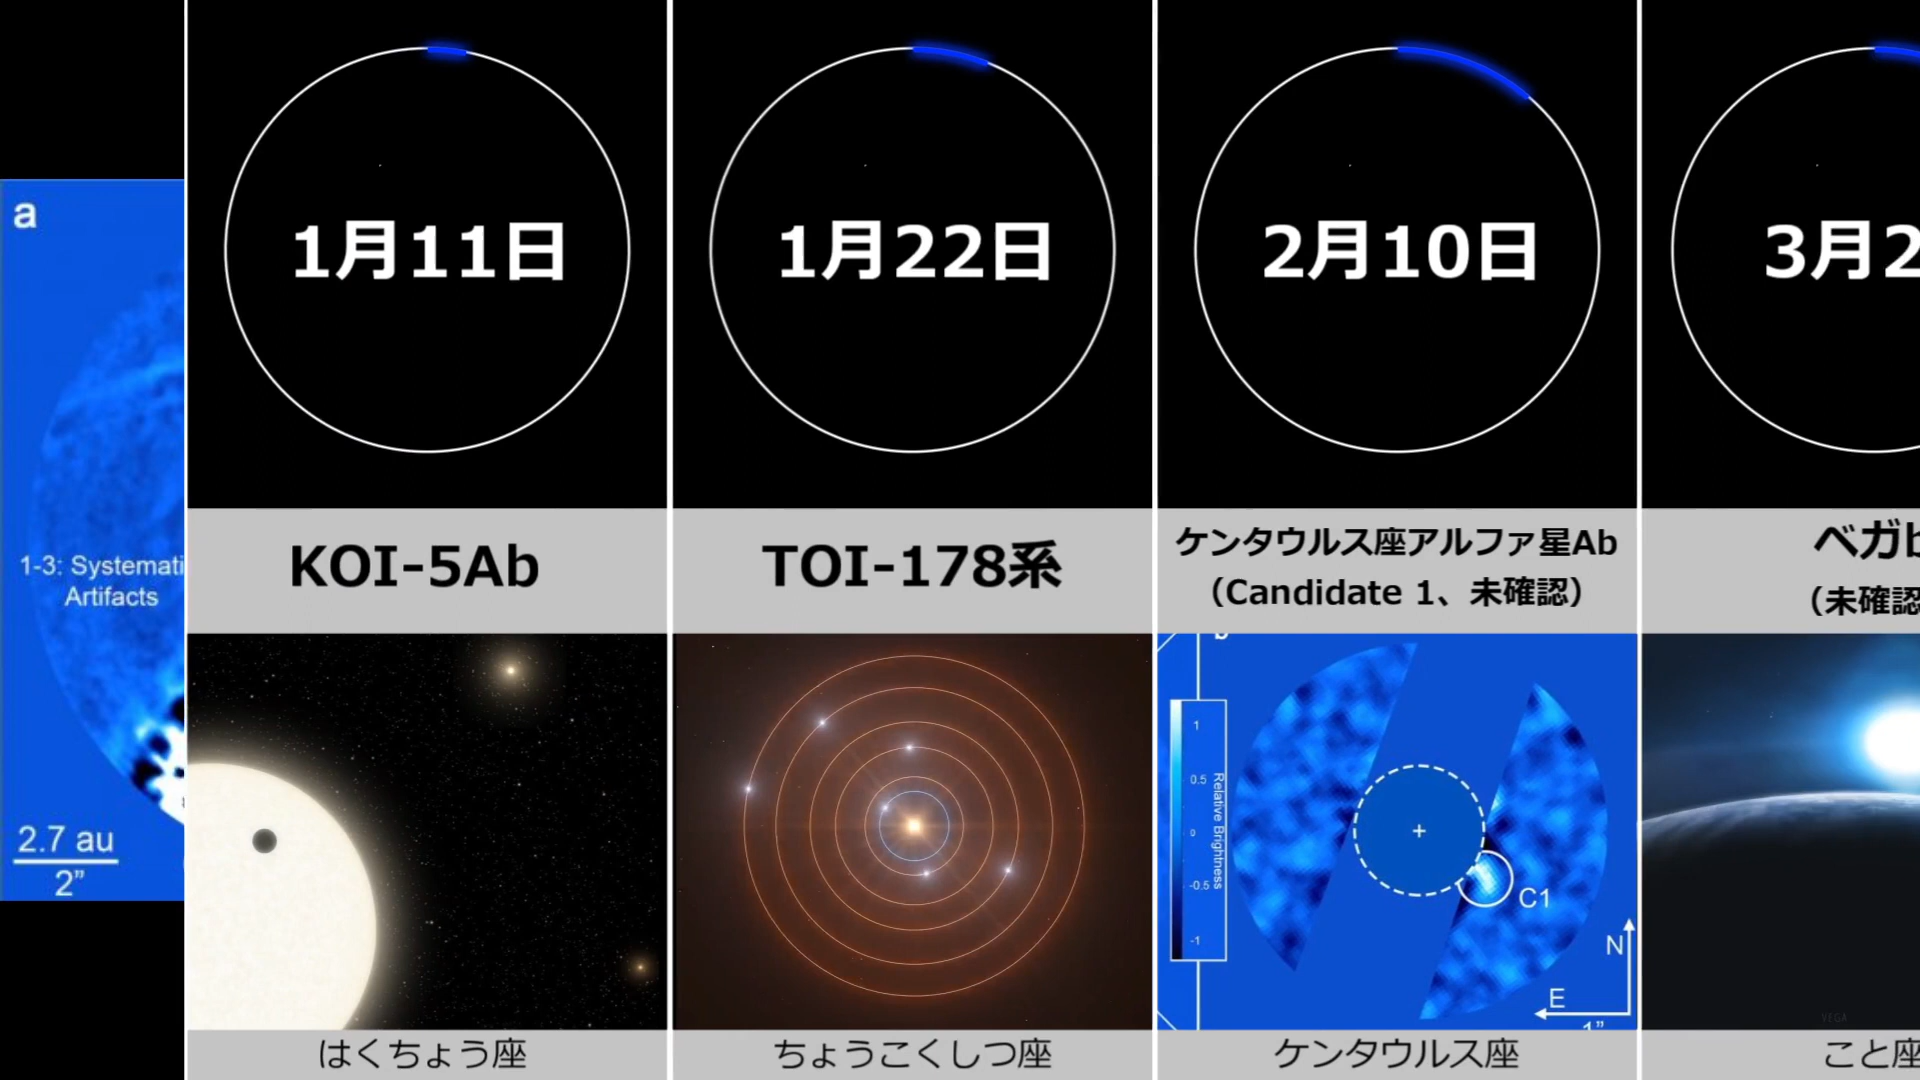 a
1-3: Systemati
Artifacts
2.7 au
2”
1月11日
KOI-5Ab
はくちょう座
1月22日
TOI-178系
ちょうこくしつ座
2月10日
ケンタウルス座アルファ星Ab
（Candidate 1、未確認）
b
1
0.5
0
-0.5
-1
Relative Brightness
C1
N
E
1”
ケンタウルス座
3月2
ベガb
（未確認
VEGA
こと座